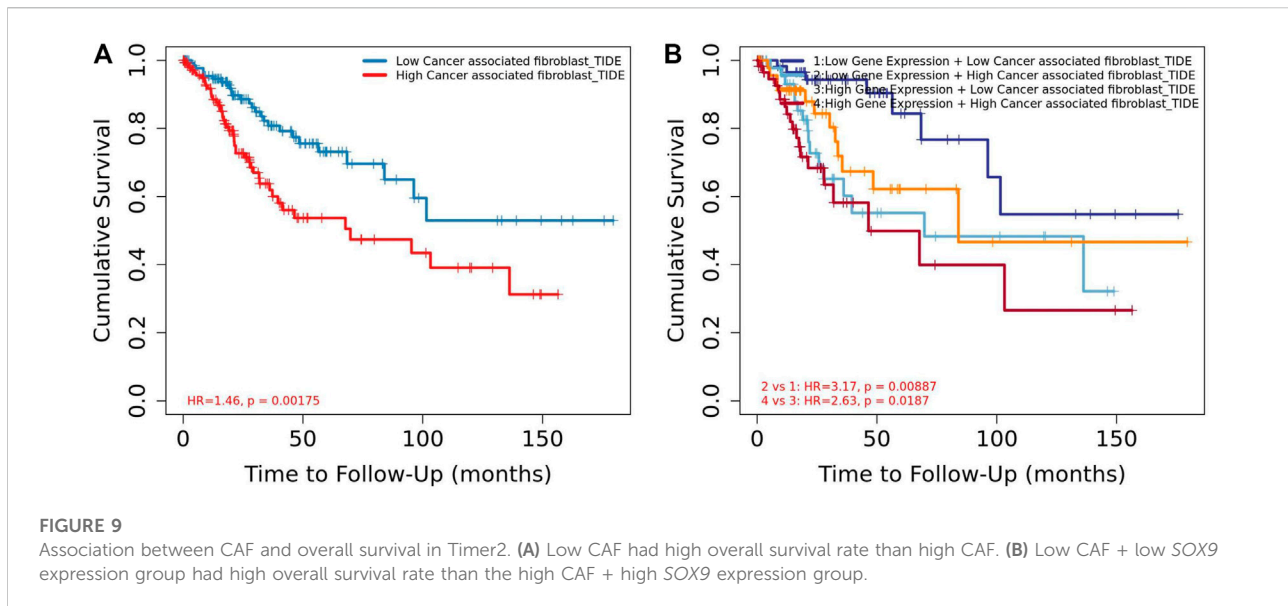 A
Low Cancer associated fibroblast_TIDE
High Cancer associated fibroblast_TIDE
Cumulative Survival
1.0
0.8
0.6
0.4
0.2
0.0
HR=1.46, p = 0.00175
0 50 100 150
Time to Follow-Up (months)
B
1:Low Gene Expression + Low Cancer associated fibroblast_TIDE
2:Low Gene Expression + High Cancer associated fibroblast_TIDE
3:High Gene Expression + Low Cancer associated fibroblast_TIDE
4:High Gene Expression + High Cancer associated fibroblast_TIDE
Cumulative Survival
1.0
0.8
0.6
0.4
0.2
0.0
2 vs 1: HR=3.17, p = 0.00887
4 vs 3: HR=2.63, p = 0.0187
0 50 100 150
Time to Follow-Up (months)
FIGURE 9
Association between CAF and overall survival in Timer2. (A) Low CAF had high overall survival rate than high CAF. (B) Low CAF + low SOX9
expression group had high overall survival rate than the high CAF + high SOX9 expression group.